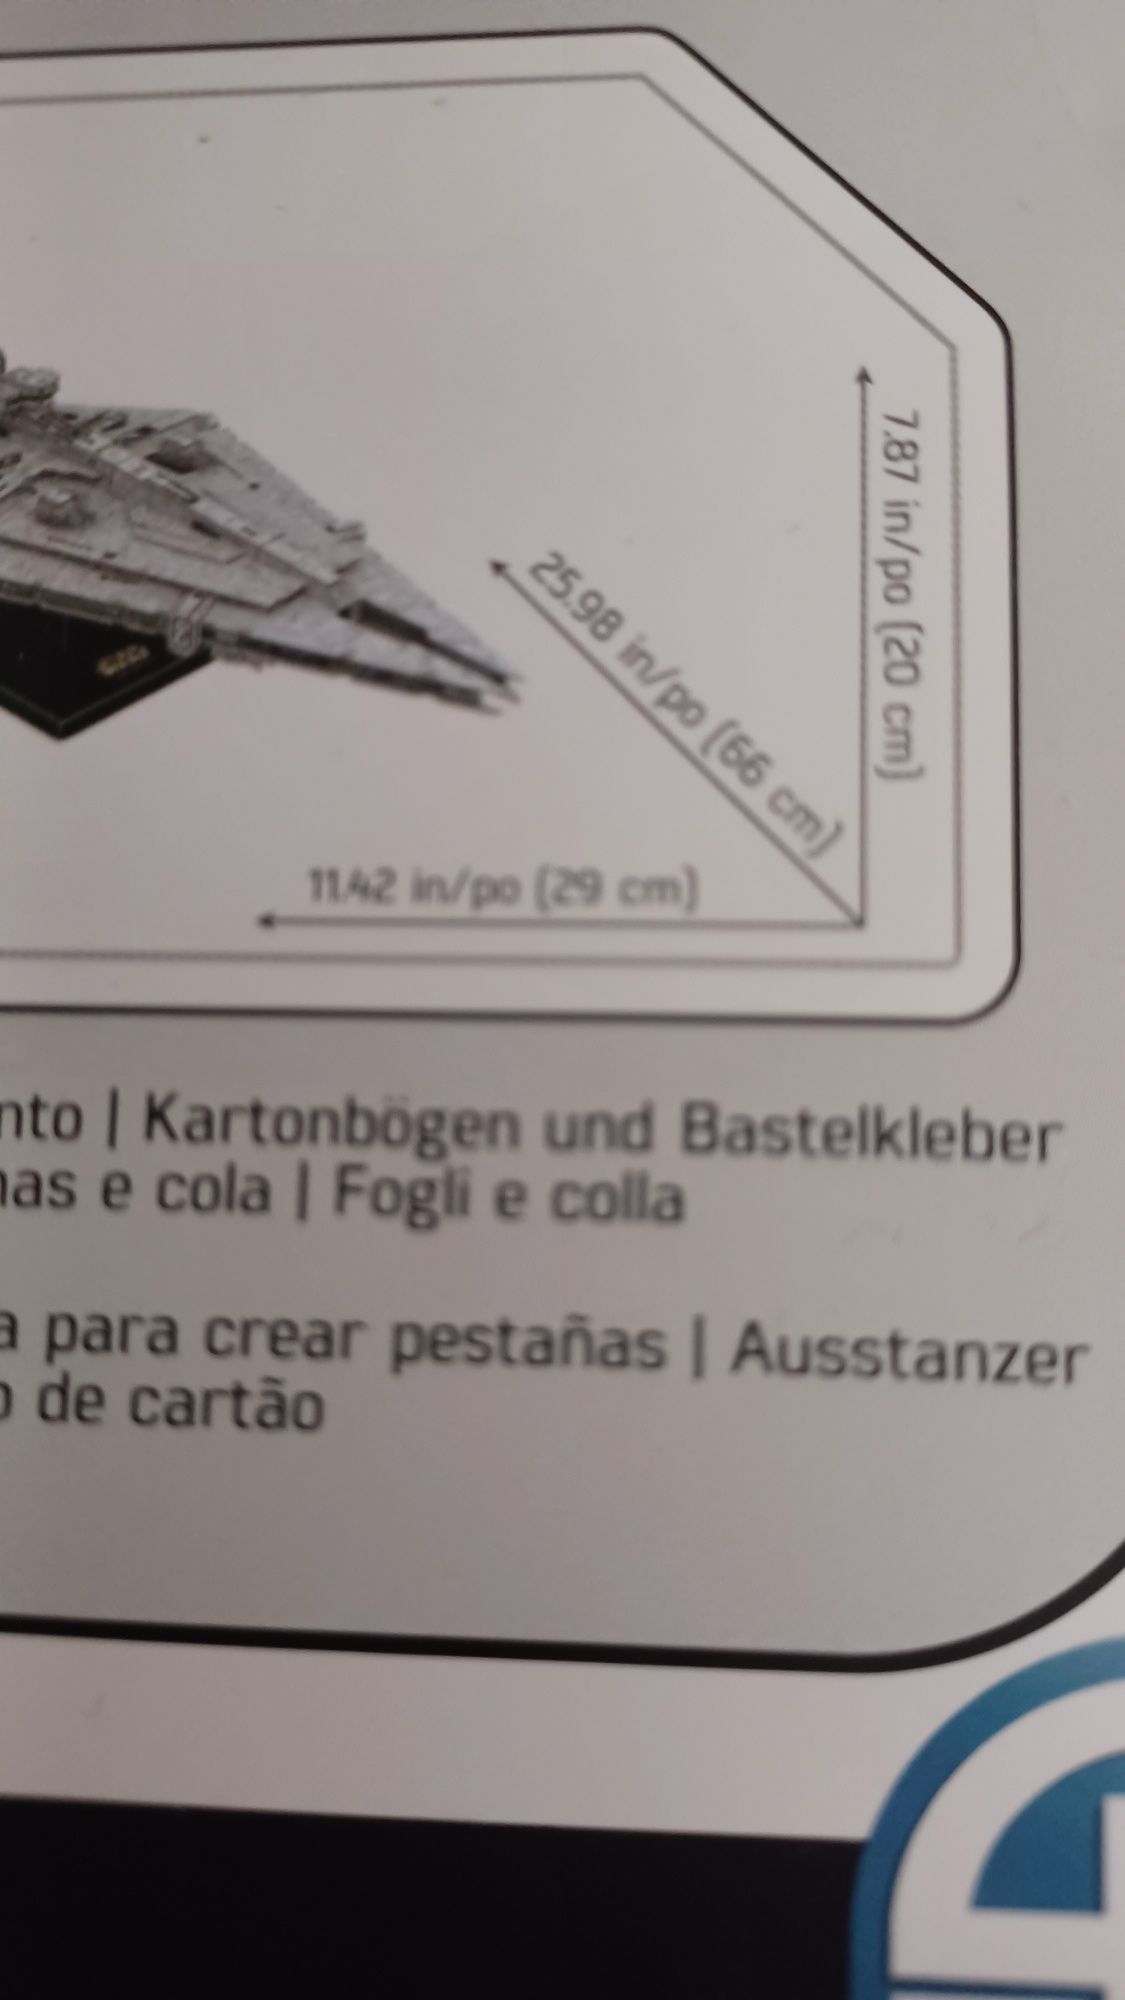 7.87 in/po (20 cm)
25.98 in/po (66 cm)
11.42 in/po (29 cm)
nto | Kartonbögen und Bastelkleber
nas e cola | Fogli e colla
a para crear pestañas | Ausstanzer
o de cartão